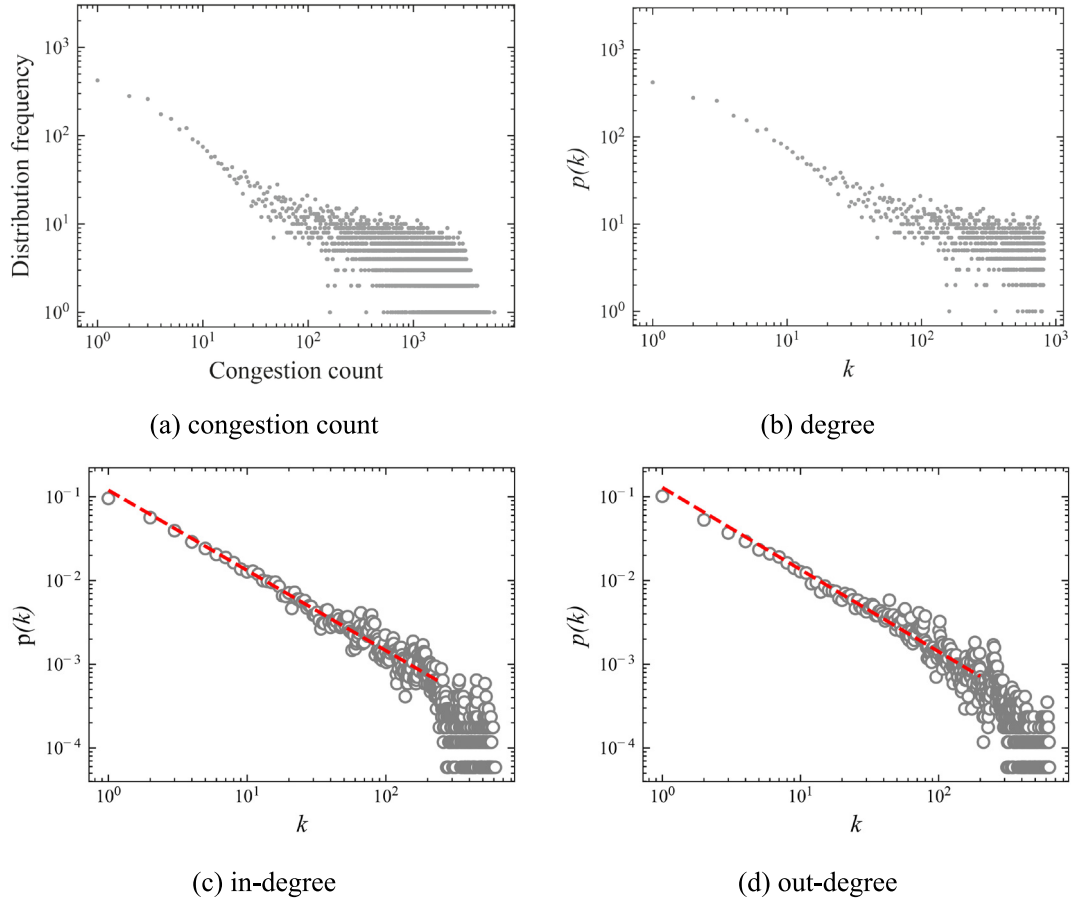 10³
10²
10¹
10⁰
Distribution frequency
10⁰ 10¹ 10² 10³
Congestion count
(a) congestion count
10³
10²
10¹
10⁰
p(k)
10⁰ 10¹ 10² 10³
k
(b) degree
10⁻¹
10⁻²
10⁻³
10⁻⁴
p(k)
10⁰ 10¹ 10²
k
(c) in-degree
10⁻¹
10⁻²
10⁻³
10⁻⁴
p(k)
10⁰ 10¹ 10²
k
(d) out-degree